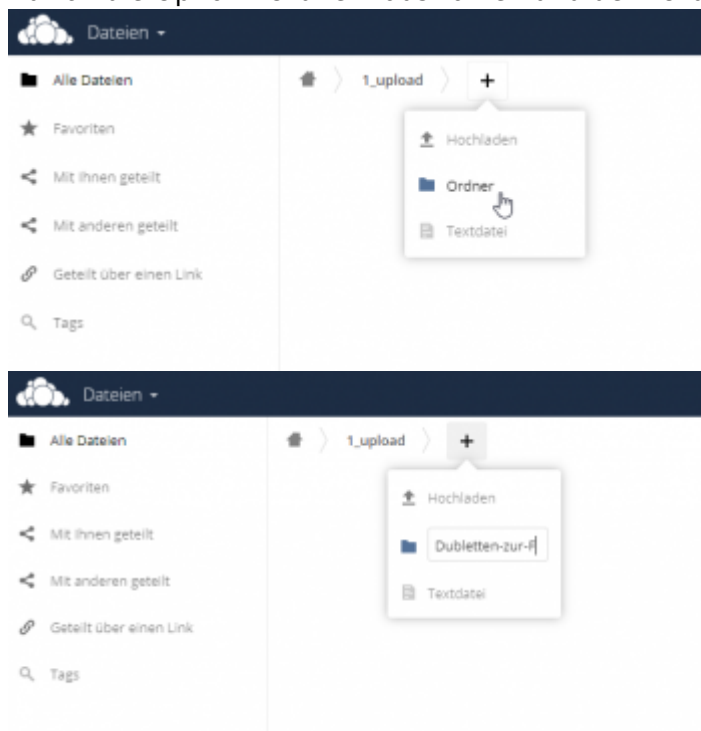 Dateien
Alle Dateien
1_upload
+
Hochladen
Favoriten
Ordner
Mit Ihnen geteilt
Textdatei
Mit anderen geteilt
Geteilt über einen Link
Tags
Dateien
Alle Dateien
1_upload
+
Hochladen
Favoriten
Dubletten-zur-F
Mit Ihnen geteilt
Textdatei
Mit anderen geteilt
Geteilt über einen Link
Tags